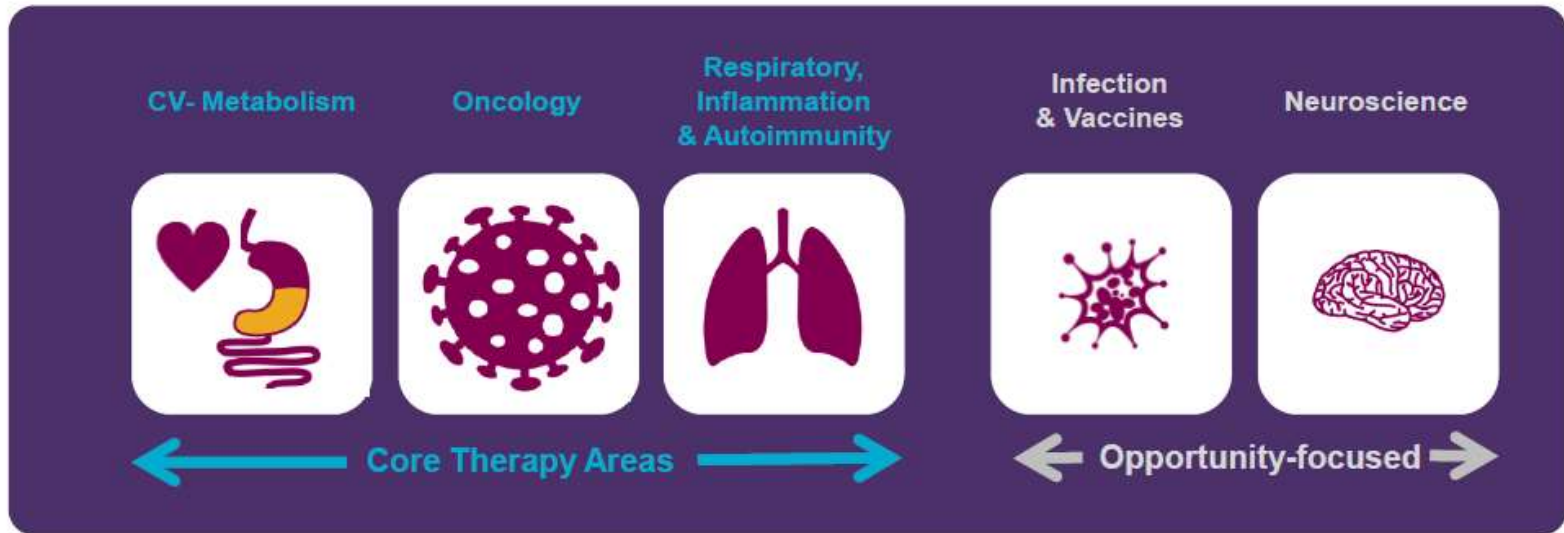 CV- Metabolism
Oncology
Respiratory,
Inflammation
& Autoimmunity
Infection
& Vaccines
Neuroscience
Core Therapy Areas
Opportunity-focused